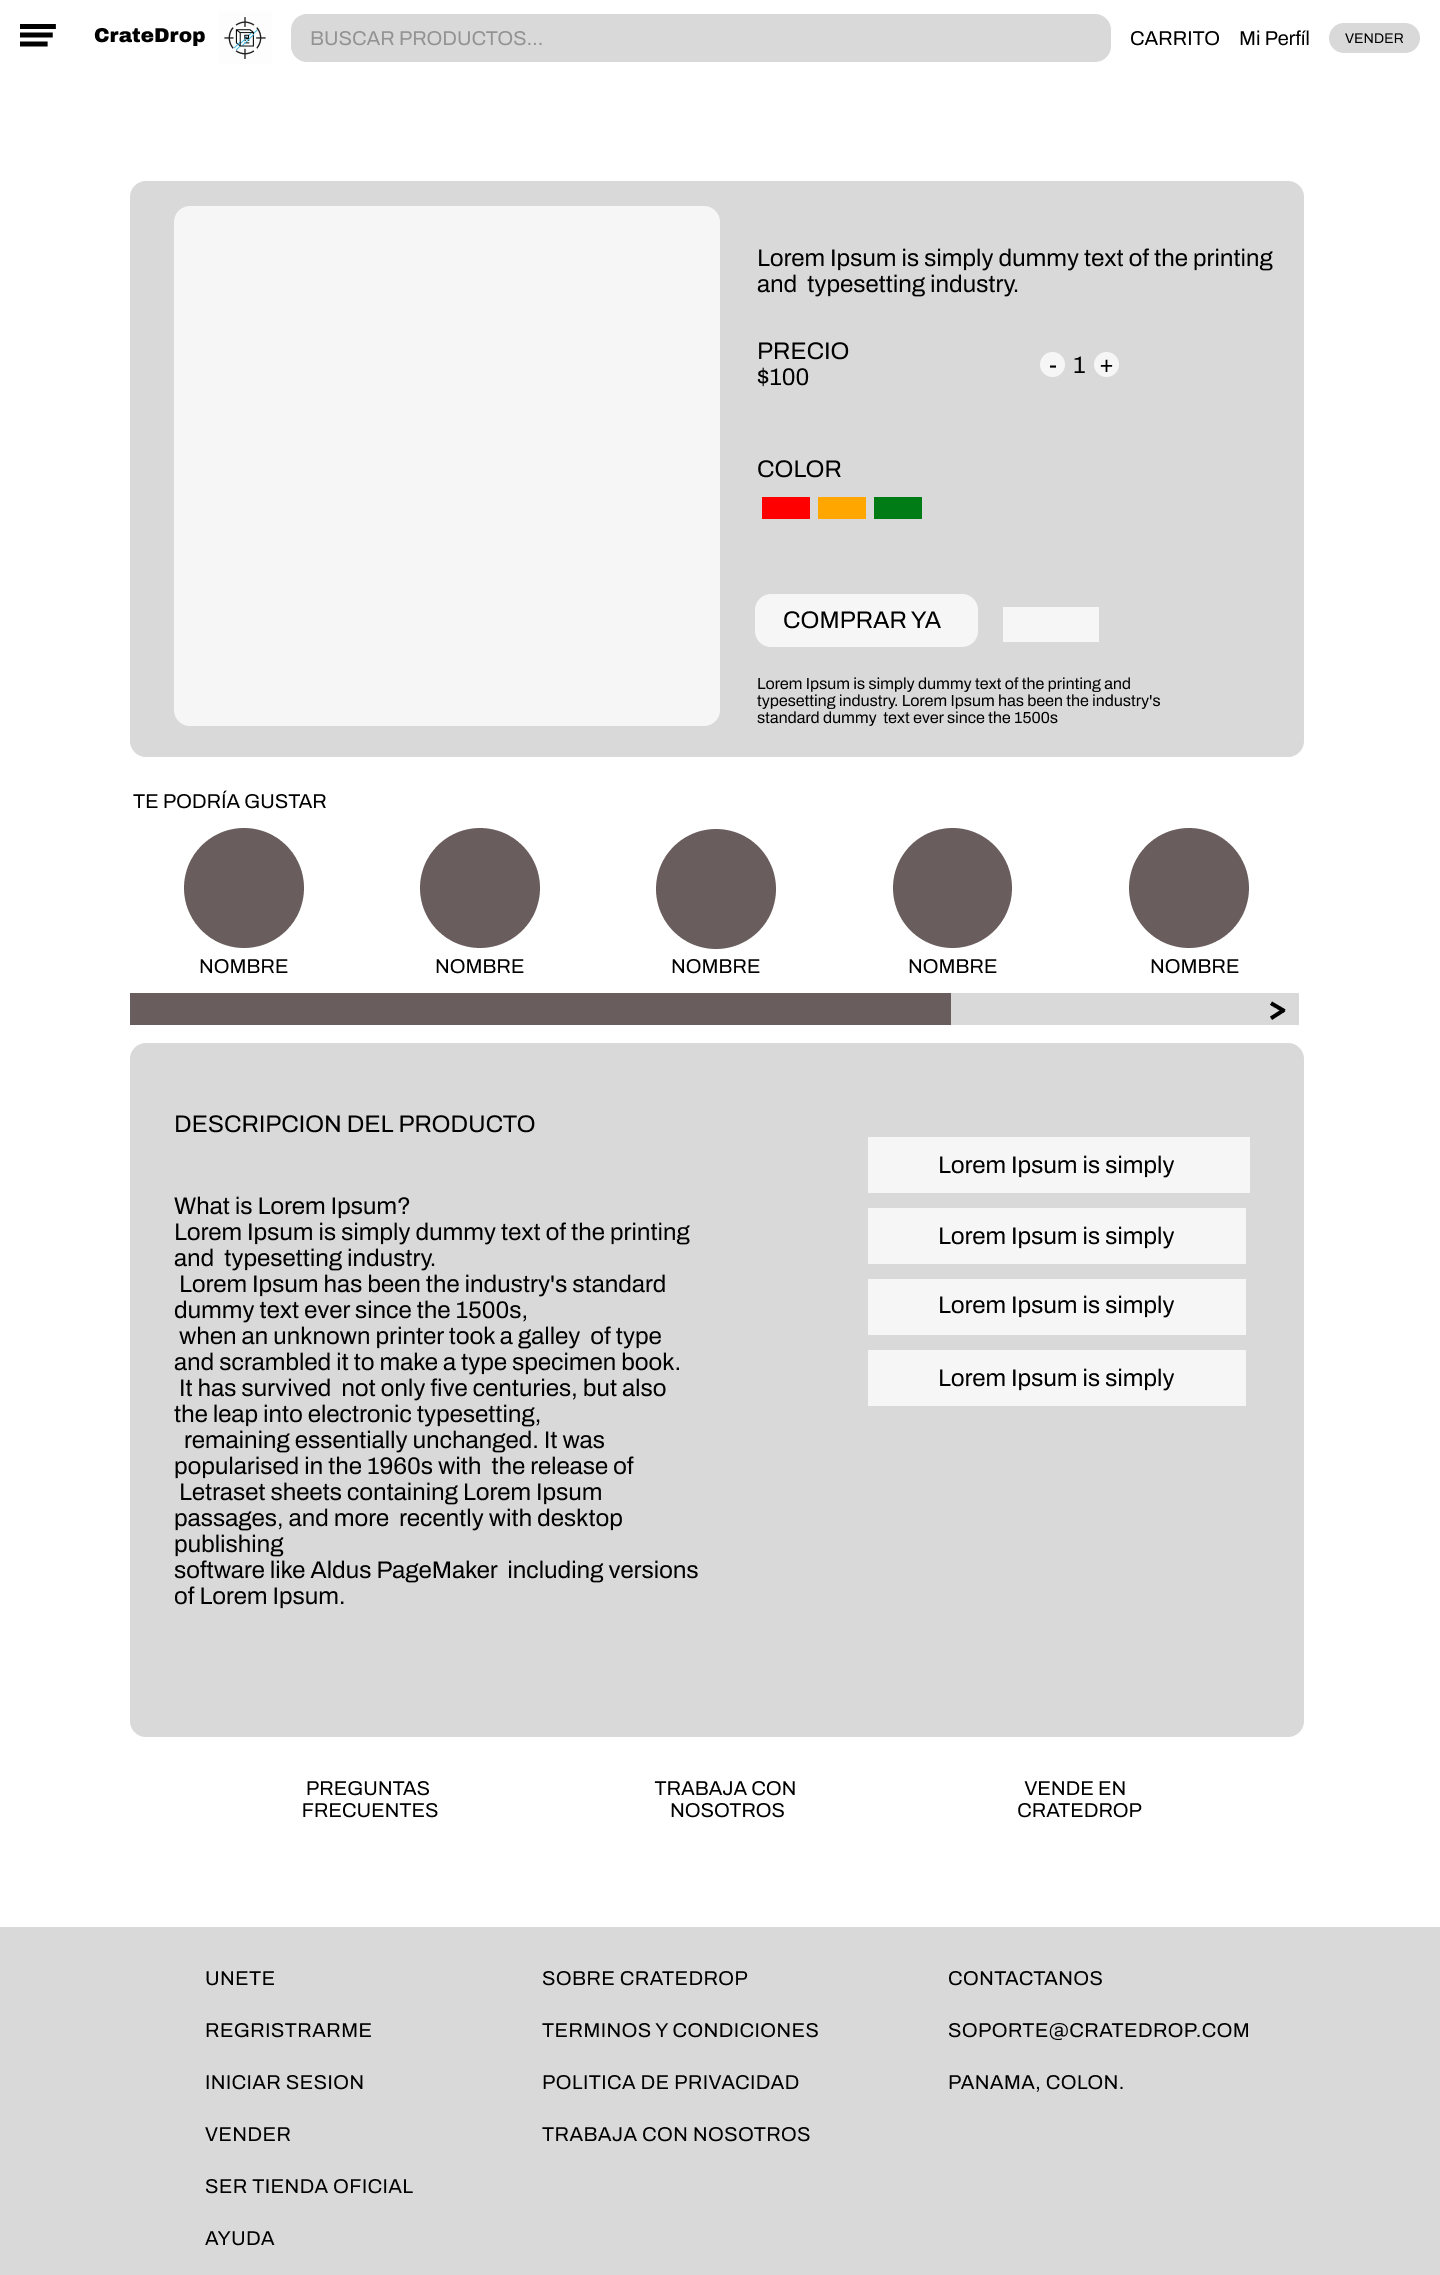 CrateDrop
BUSCAR PRODUCTOS...
CARRITO
Mi Perfíl
VENDER
Lorem Ipsum is simply dummy text of the printing
and typesetting industry.
PRECIO
$100
- 1 +
COLOR
COMPRAR YA
Lorem Ipsum is simply dummy text of the printing and
typesetting industry. Lorem Ipsum has been the industry's
standard dummy text ever since the 1500s
TE PODRÍA GUSTAR
NOMBRE
NOMBRE
NOMBRE
NOMBRE
NOMBRE
>
DESCRIPCION DEL PRODUCTO
What is Lorem Ipsum?
Lorem Ipsum is simply dummy text of the printing
and typesetting industry.
Lorem Ipsum has been the industry's standard
dummy text ever since the 1500s,
when an unknown printer took a galley of type
and scrambled it to make a type specimen book.
It has survived not only five centuries, but also
the leap into electronic typesetting,
remaining essentially unchanged. It was
popularised in the 1960s with the release of
Letraset sheets containing Lorem Ipsum
passages, and more recently with desktop
publishing
software like Aldus PageMaker including versions
of Lorem Ipsum.
Lorem Ipsum is simply
Lorem Ipsum is simply
Lorem Ipsum is simply
Lorem Ipsum is simply
PREGUNTAS
FRECUENTES
TRABAJA CON
NOSOTROS
VENDE EN
CRATEDROP
UNETE
REGRISTRARME
INICIAR SESION
VENDER
SER TIENDA OFICIAL
AYUDA
SOBRE CRATEDROP
TERMINOS Y CONDICIONES
POLITICA DE PRIVACIDAD
TRABAJA CON NOSOTROS
CONTACTANOS
SOPORTE@CRATEDROP.COM
PANAMA, COLON.